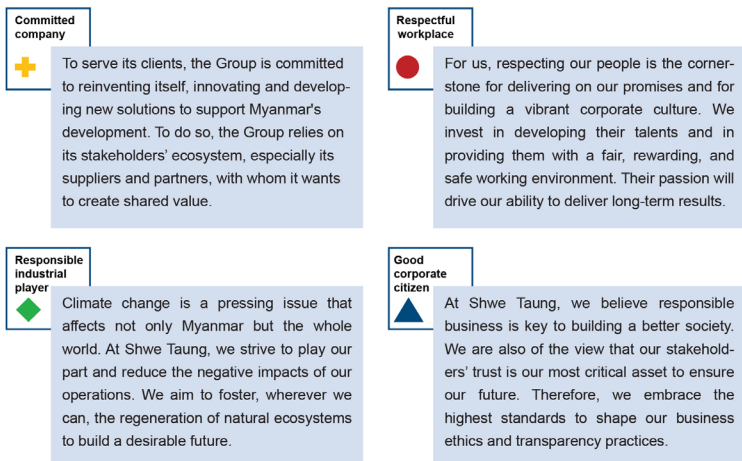 Committed
company
To serve its clients, the Group is committed
to reinventing itself, innovating and develop-
ing new solutions to support Myanmar's
development. To do so, the Group relies on
its stakeholders' ecosystem, especially its
suppliers and partners, with whom it wants
to create shared value.
Respectful
workplace
For us, respecting our people is the corner-
stone for delivering on our promises and for
building a vibrant corporate culture. We
invest in developing their talents and in
providing them with a fair, rewarding, and
safe working environment. Their passion will
drive our ability to deliver long-term results.
Responsible
industrial
player
Climate change is a pressing issue that
affects not only Myanmar but the whole
world. At Shwe Taung, we strive to play our
part and reduce the negative impacts of our
operations. We aim to foster, wherever we
can, the regeneration of natural ecosystems
to build a desirable future.
Good
corporate
citizen
At Shwe Taung, we believe responsible
business is key to building a better society.
We are also of the view that our stakehold-
ers' trust is our most critical asset to ensure
our future. Therefore, we embrace the
highest standards to shape our business
ethics and transparency practices.